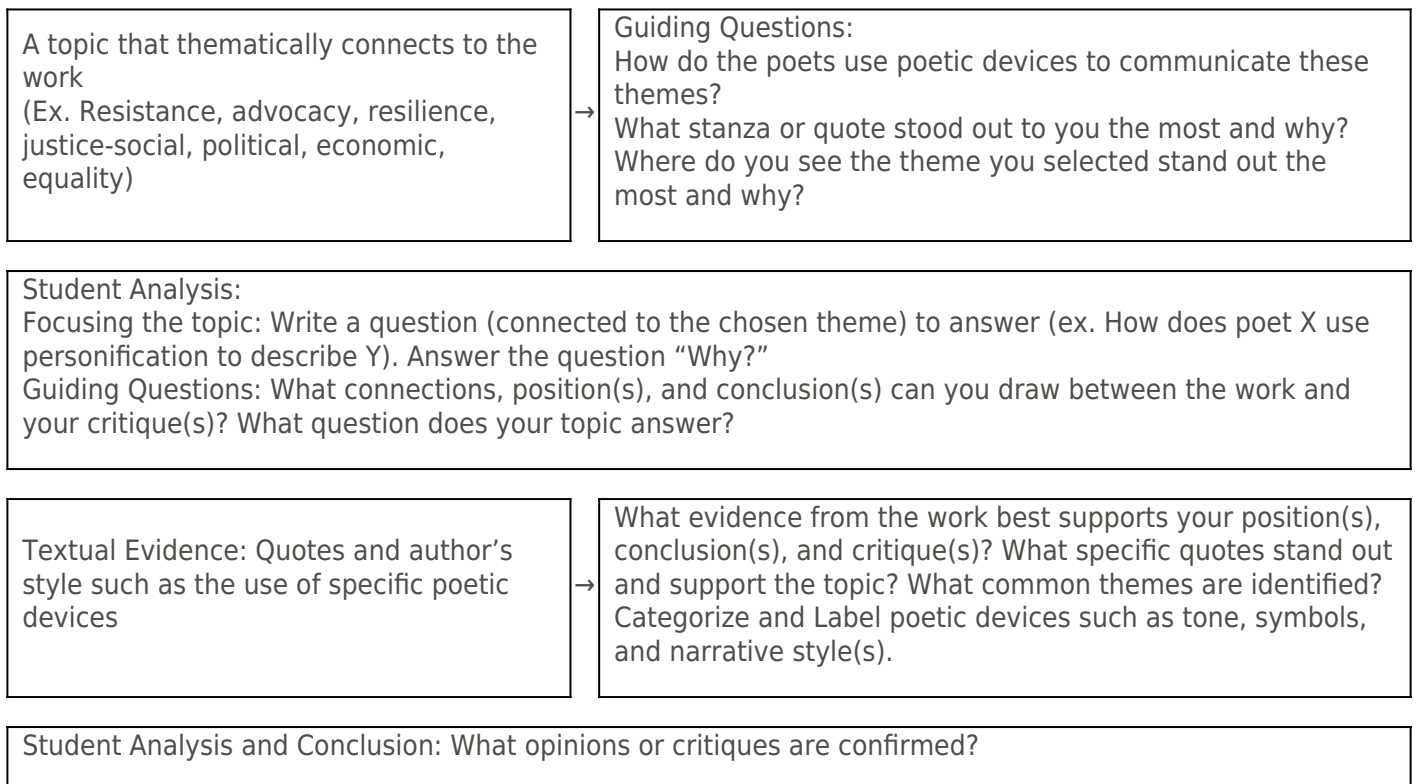 A topic that thematically connects to the
work
(Ex. Resistance, advocacy, resilience,
justice-social, political, economic,
equality)
→
Guiding Questions:
How do the poets use poetic devices to communicate these
themes?
What stanza or quote stood out to you the most and why?
Where do you see the theme you selected stand out the
most and why?
Student Analysis:
Focusing the topic: Write a question (connected to the chosen theme) to answer (ex. How does poet X use
personification to describe Y). Answer the question “Why?”
Guiding Questions: What connections, position(s), and conclusion(s) can you draw between the work and
your critique(s)? What question does your topic answer?
Textual Evidence: Quotes and author’s
style such as the use of specific poetic
devices
→
What evidence from the work best supports your position(s),
conclusion(s), and critique(s)? What specific quotes stand out
and support the topic? What common themes are identified?
Categorize and Label poetic devices such as tone, symbols,
and narrative style(s).
Student Analysis and Conclusion: What opinions or critiques are confirmed?